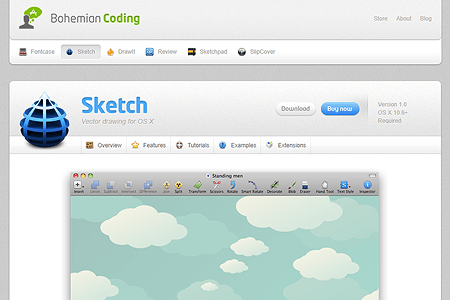 Bohemian Coding
Store About Blog
Fontcase Sketch DrawIt Review Sketchpad SlipCover
Sketch
Vector drawing for OS X
Download Buy now
Version 1.0
OS X 10.6+
Required
Overview Features Tutorials Examples Extensions
Standing men
Insert Union Subtract Intersect Difference Join Split Transform Scissors Rotate Smart Rotate Decorate Blob Eraser Hand Tool Text Style Inspector